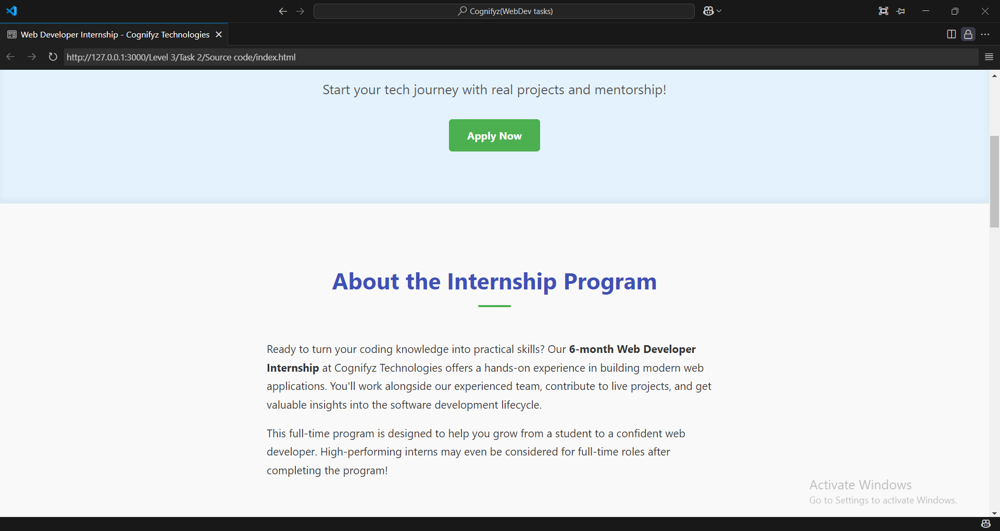 Cognifyz(WebDev tasks)
Web Developer Internship - Cognifyz Technologies
http://127.0.0.1:3000/Level 3/Task 2/Source code/index.html
Start your tech journey with real projects and mentorship!
Apply Now
About the Internship Program
Ready to turn your coding knowledge into practical skills? Our 6-month Web Developer
Internship at Cognifyz Technologies offers a hands-on experience in building modern web
applications. You'll work alongside our experienced team, contribute to live projects, and get
valuable insights into the software development lifecycle.
This full-time program is designed to help you grow from a student to a confident web
developer. High-performing interns may even be considered for full-time roles after
completing the program!
Activate Windows
Go to Settings to activate Windows.